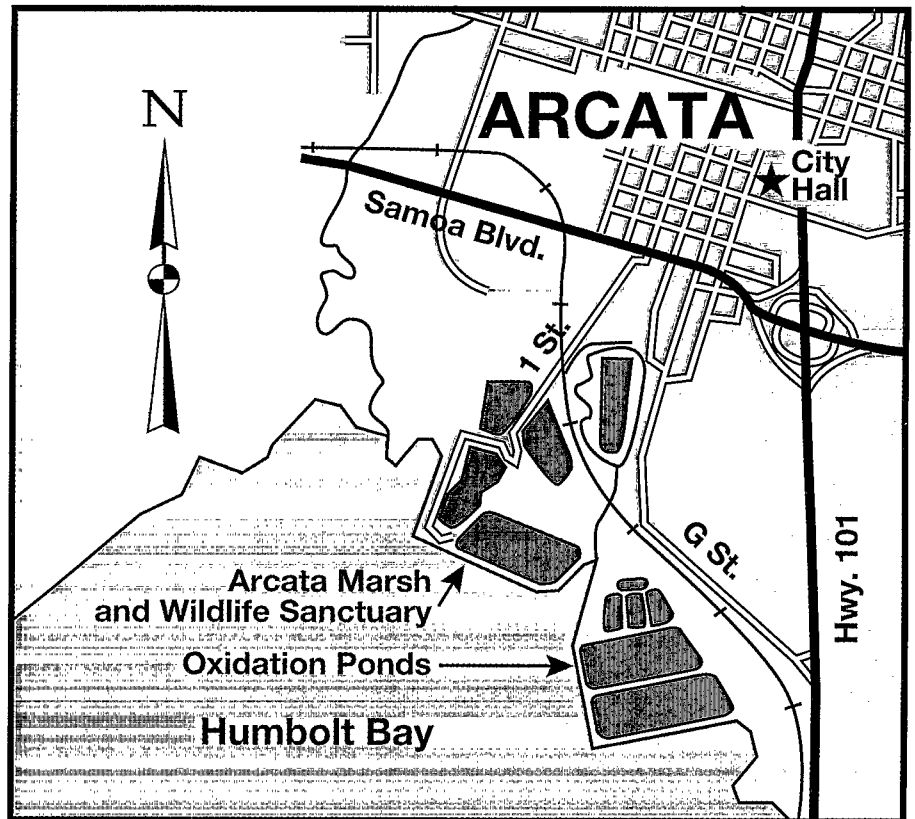 N
ARCATA
City
Hall
Samoa Blvd.
1 St.
G St.
Hwy. 101
Arcata Marsh
and Wildlife Sanctuary
Oxidation Ponds
Humbolt Bay